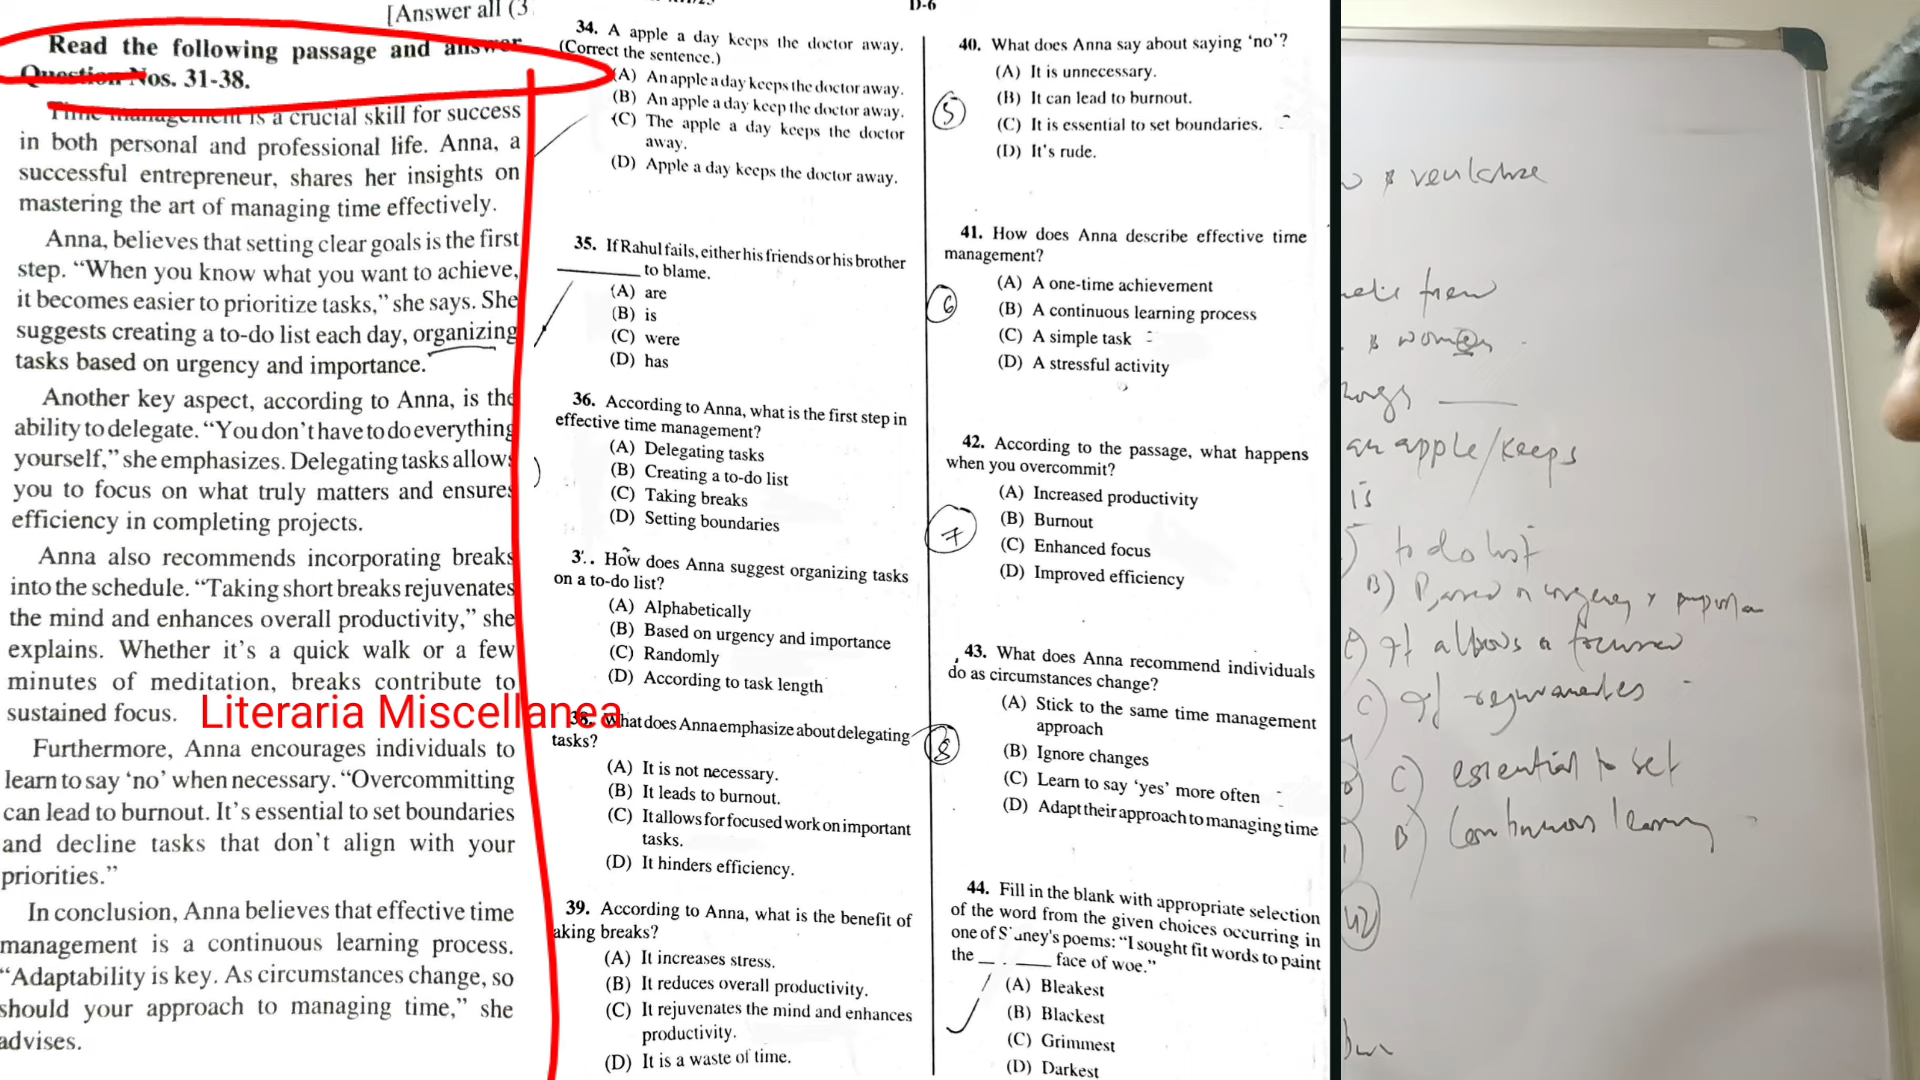 [Answer all (3
Read the following passage and answer
Question Nos. 31-38.
Time management is a crucial skill for success
in both personal and professional life. Anna, a
successful entrepreneur, shares her insights on
mastering the art of managing time effectively.
Anna, believes that setting clear goals is the first
step. “When you know what you want to achieve,
it becomes easier to prioritize tasks,” she says. She
suggests creating a to-do list each day, organizing
tasks based on urgency and importance.
Another key aspect, according to Anna, is the
ability to delegate. “You don’t have to do everything
yourself,” she emphasizes. Delegating tasks allows
you to focus on what truly matters and ensures
efficiency in completing projects.
Anna also recommends incorporating breaks
into the schedule. “Taking short breaks rejuvenates
the mind and enhances overall productivity,” she
explains. Whether it’s a quick walk or a few
minutes of meditation, breaks contribute to
sustained focus.
Literaria Miscellanea
Furthermore, Anna encourages individuals to
learn to say ‘no’ when necessary. “Overcommitting
can lead to burnout. It’s essential to set boundaries
and decline tasks that don’t align with your
priorities.”
In conclusion, Anna believes that effective time
management is a continuous learning process.
“Adaptability is key. As circumstances change, so
should your approach to managing time,” she
advises.
D-6
34. A apple a day keeps the doctor away.
(Correct the sentence.)
(A) An apple a day keeps the doctor away.
(B) An apple a day keep the doctor away.
(C) The apple a day keeps the doctor
away.
(D) Apple a day keeps the doctor away.
35. If Rahul fails, either his friends or his brother
________ to blame.
(A) are
(B) is
(C) were
(D) has
36. According to Anna, what is the first step in
effective time management?
(A) Delegating tasks
(B) Creating a to-do list
(C) Taking breaks
(D) Setting boundaries
3. How does Anna suggest organizing tasks
on a to-do list?
(A) Alphabetically
(B) Based on urgency and importance
(C) Randomly
(D) According to task length
38. What does Anna emphasize about delegating
tasks?
(A) It is not necessary.
(B) It leads to burnout.
(C) It allows for focused work on important
tasks.
(D) It hinders efficiency.
39. According to Anna, what is the benefit of
aking breaks?
(A) It increases stress.
(B) It reduces overall productivity.
(C) It rejuvenates the mind and enhances
productivity.
(D) It is a waste of time.
40. What does Anna say about saying ‘no’?
(A) It is unnecessary.
(B) It can lead to burnout.
(C) It is essential to set boundaries.
(D) It’s rude.
5
41. How does Anna describe effective time
management?
(A) A one-time achievement
(B) A continuous learning process
(C) A simple task
(D) A stressful activity
6
42. According to the passage, what happens
when you overcommit?
(A) Increased productivity
(B) Burnout
(C) Enhanced focus
(D) Improved efficiency
7
43. What does Anna recommend individuals
do as circumstances change?
(A) Stick to the same time management
approach
(B) Ignore changes
(C) Learn to say ‘yes’ more often
(D) Adapt their approach to managing time
8
44. Fill in the blank with appropriate selection
of the word from the given choices occurring in
one of Sidney's poems: “I sought fit words to paint
the ______ face of woe.”
(A) Bleakest
(B) Blackest
(C) Grimmest
(D) Darkest
women
an apple/keeps
is
to do list
B) Based on urgency
It allows a focused
C) It
C) essential to set
B Continuous learning
42